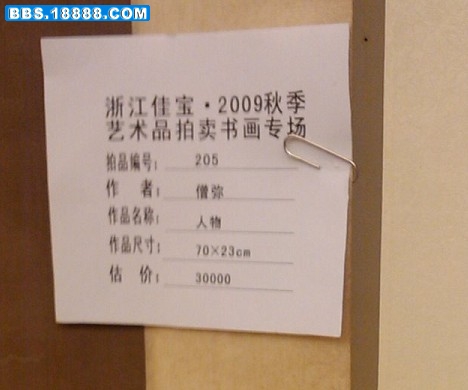 BBS.18888.COM
浙江佳宝·2009秋季
艺术品拍卖书画专场
拍品编号： 205
作 者： 僧弥
作品名称： 人物
作品尺寸： 70×23cm
估 价： 30000